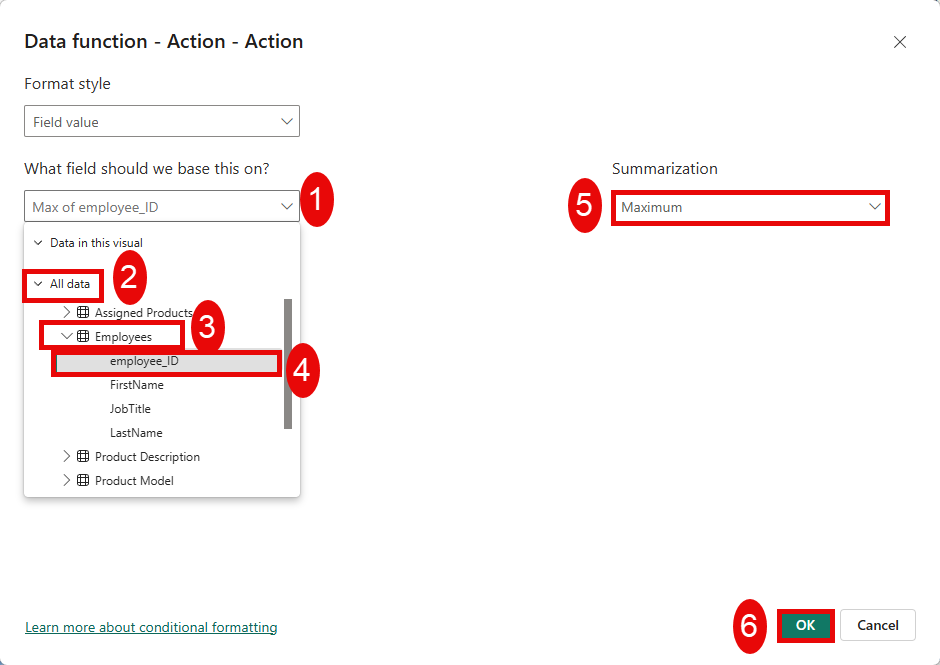 Data function - Action - Action
Format style
Field value
What field should we base this on?
Summarization
Max of employee_ID
1
5
Maximum
Data in this visual
All data
2
Assigned Products
3
Employees
employee_ID
4
FirstName
JobTitle
LastName
Product Description
Product Model
Learn more about conditional formatting
6
OK
Cancel